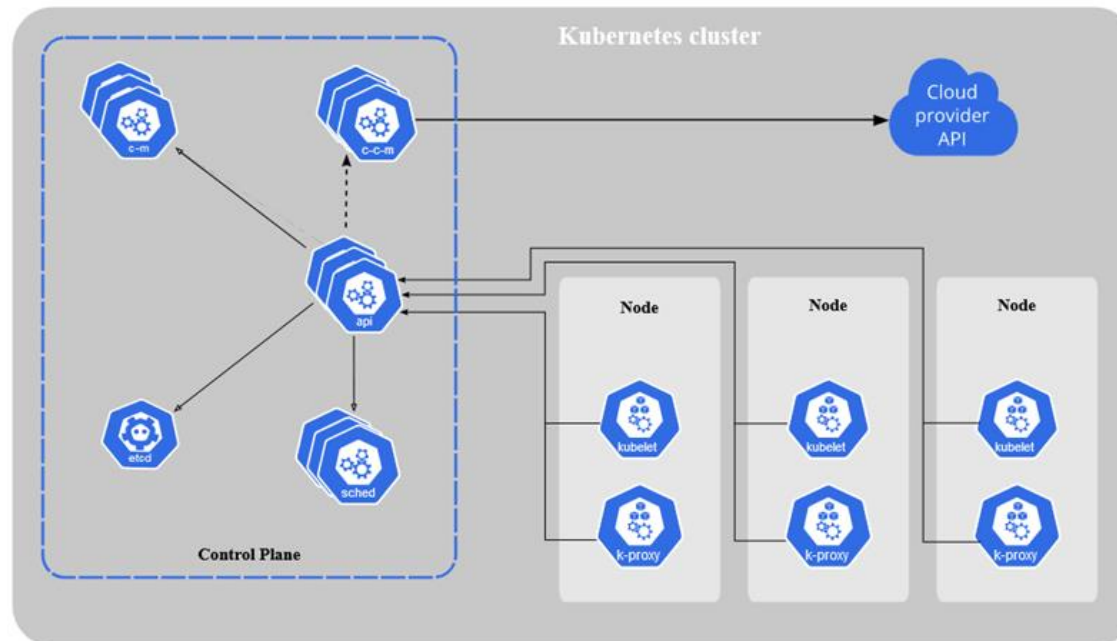 Kubernetes cluster
c-m
c-c-m
Cloud
provider
API
api
etcd
sched
Control Plane
Node
kubelet
k-proxy
Node
kubelet
k-proxy
Node
kubelet
k-proxy